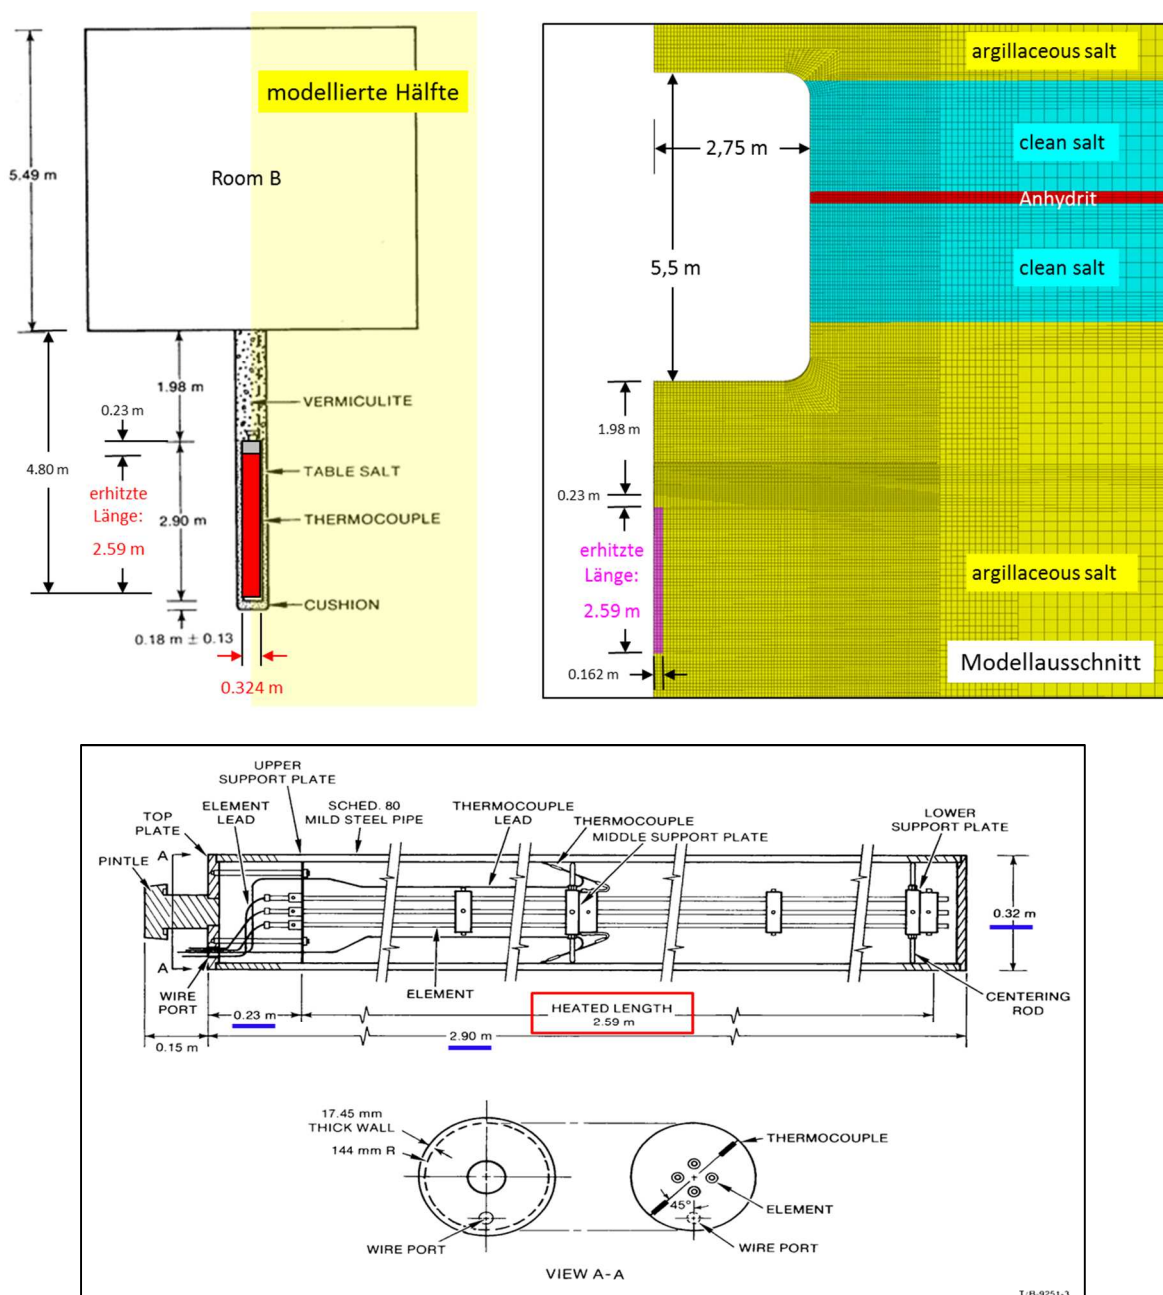 modellierte Hälfte
5.49 m
Room B
1.98 m
VERMICULITE
0.23 m
4.80 m
TABLE SALT
erhitzte
Länge:
2.59 m
2.90 m
THERMOCOUPLE
CUSHION
0.18 m ± 0.13
0.324 m
argillaceous salt
2,75 m
clean salt
Anhydrit
5,5 m
clean salt
1.98 m
0.23 m
erhitzte
Länge:
2.59 m
argillaceous salt
0.162 m
Modellausschnitt
UPPER
SUPPORT PLATE
ELEMENT
LEAD
SCHED. 80
MILD STEEL PIPE
THERMOCOUPLE
LEAD
THERMOCOUPLE
MIDDLE SUPPORT PLATE
LOWER
SUPPORT PLATE
TOP
PLATE
PINTLE
A
A
0.32 m
WIRE
PORT
ELEMENT
CENTERING
ROD
0.23 m
HEATED LENGTH
2.59 m
0.15 m
2.90 m
17.45 mm
THICK WALL
144 mm R
THERMOCOUPLE
45°
ELEMENT
WIRE PORT
WIRE PORT
VIEW A-A
T/R-9251-3